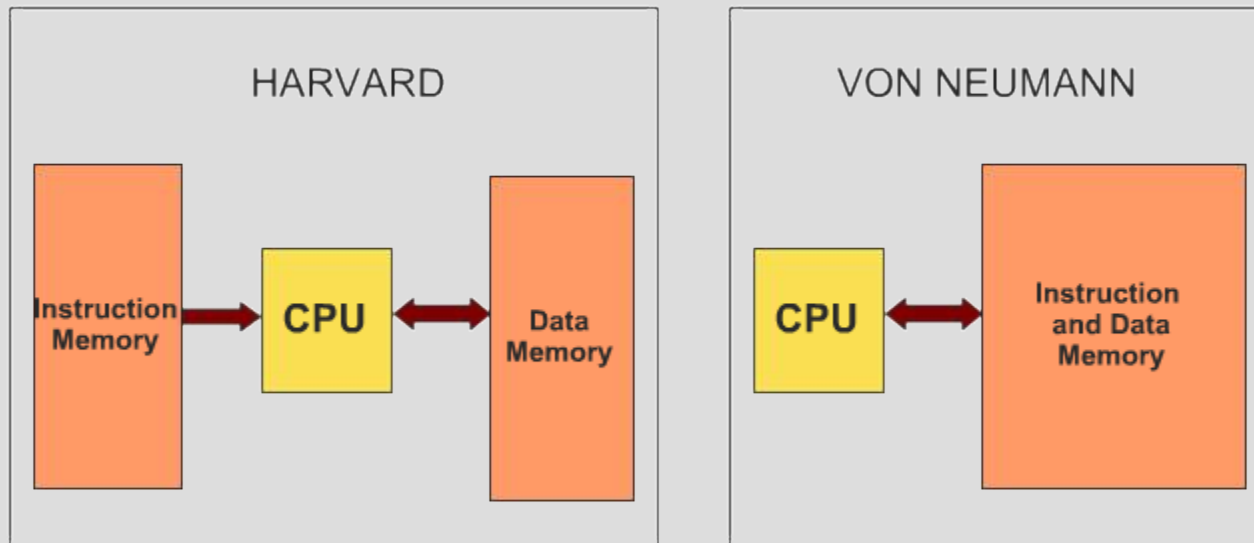 HARVARD
Instruction
Memory
CPU
Data
Memory
VON NEUMANN
CPU
Instruction
and Data
Memory